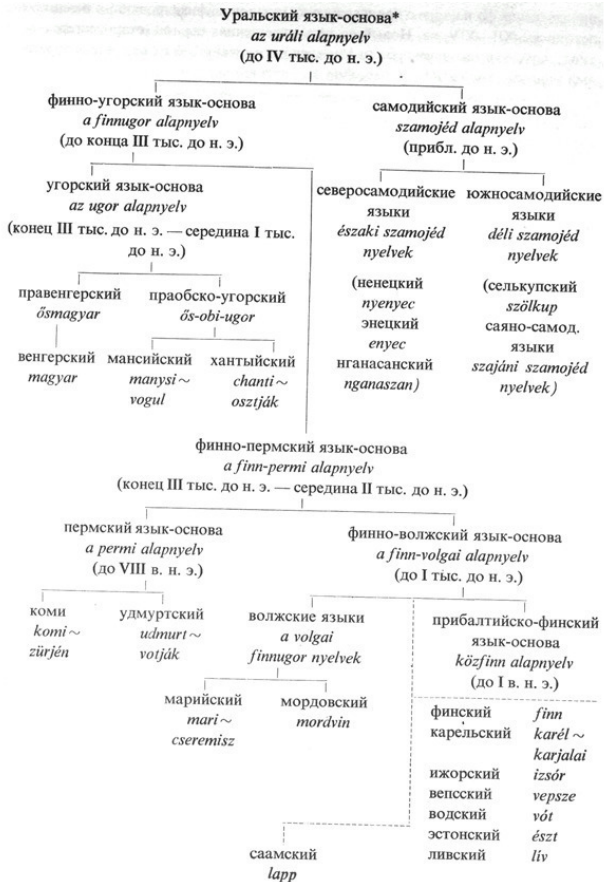 Уральский язык-основа*
az uráli alapnyelv
(до IV тыс. до н. э.)
финно-угорский язык-основа
a finnugor alapnyelv
(до конца III тыс. до н. э.)
самодийский язык-основа
szamojéd alapnyelv
(прибл. до н. э.)
угорский язык-основа
az ugor alapnyelv
(конец III тыс. до н. э. — середина I тыс.
до н. э.)
северосамодийские
языки
északi szamojéd
nyelvek
(ненецкий
nyenyec
энецкий
enyec
нганасанский
nganaszan)
южносамодийские
языки
déli szamojéd
nyelvek
(селькупский
szölkup
саяно-самод.
языки
szajáni szamojéd
nyelvek)
правенгерский
ősmagyar
праобско-угорский
ős-obi-ugor
венгерский
magyar
мансийский
manysi ~
vogul
хантыйский
chanti ~
osztják
финно-пермский язык-основа
a finn-permi alapnyelv
(конец III тыс. до н. э. — середина II тыс. до н. э.)
пермский язык-основа
a permi alapnyelv
(до VIII в. н. э.)
финно-волжский язык-основа
a finn-volgai alapnyelv
(до I тыс. до н. э.)
коми
komi ~
zürjén
удмуртский
udmurt ~
votják
волжские языки
a volgai
finnugor nyelvek
прибалтийско-финский
язык-основа
közfinn alapnyelv
(до I в. н. э.)
марийский
mari ~
cseremisz
мордовский
mordvin
финский finn
карельский karél ~
karjalai
ижорский izsór
вепсский vepsze
водский vót
эстонский észt
ливский lív
саамский
lapp